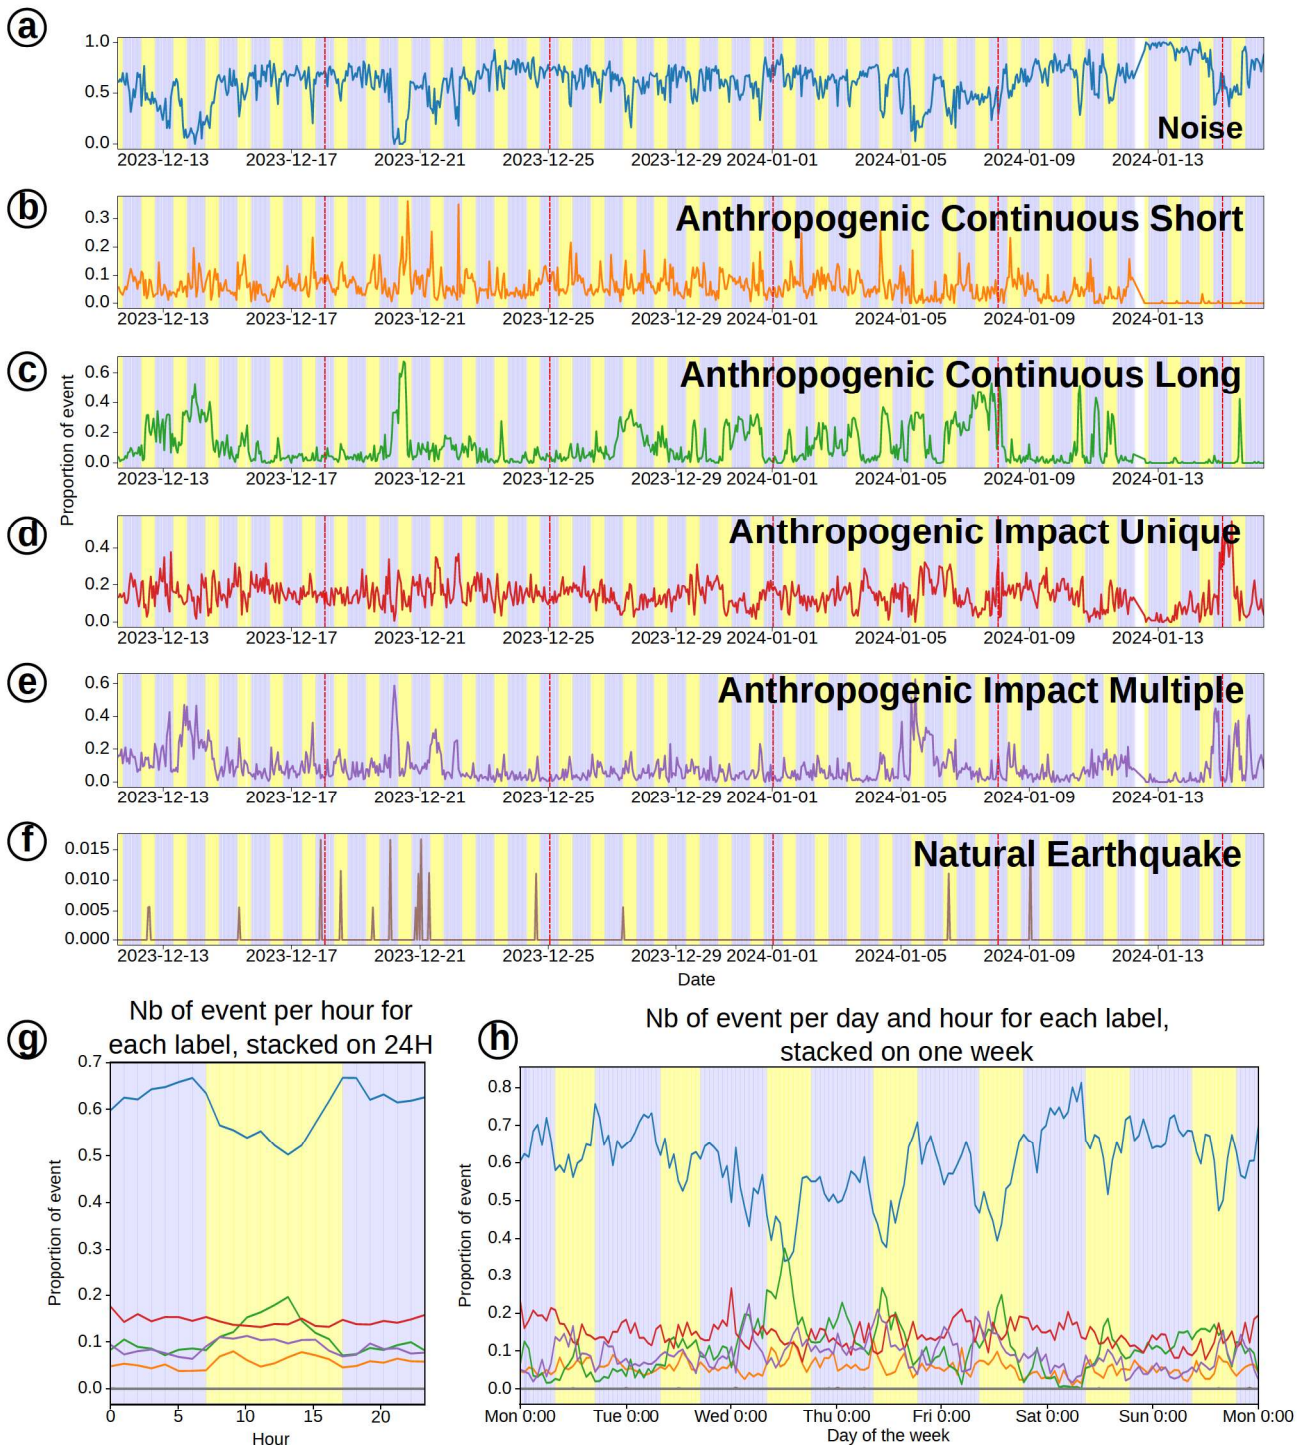 a
1.0
0.5
0.0
Noise
2023-12-13 2023-12-17 2023-12-21 2023-12-25 2023-12-29 2024-01-01 2024-01-05 2024-01-09 2024-01-13
b
0.3
0.2
0.1
0.0
Anthropogenic Continuous Short
2023-12-13 2023-12-17 2023-12-21 2023-12-25 2023-12-29 2024-01-01 2024-01-05 2024-01-09 2024-01-13
c
Proportion of event
0.6
0.4
0.2
0.0
Anthropogenic Continuous Long
2023-12-13 2023-12-17 2023-12-21 2023-12-25 2023-12-29 2024-01-01 2024-01-05 2024-01-09 2024-01-13
d
0.4
0.2
0.0
Anthropogenic Impact Unique
2023-12-13 2023-12-17 2023-12-21 2023-12-25 2023-12-29 2024-01-01 2024-01-05 2024-01-09 2024-01-13
e
0.6
0.4
0.2
0.0
Anthropogenic Impact Multiple
2023-12-13 2023-12-17 2023-12-21 2023-12-25 2023-12-29 2024-01-01 2024-01-05 2024-01-09 2024-01-13
f
0.015
0.010
0.005
0.000
Natural Earthquake
2023-12-13 2023-12-17 2023-12-21 2023-12-25 2023-12-29 2024-01-01 2024-01-05 2024-01-09 2024-01-13
Date
g
Nb of event per hour for
each label, stacked on 24H
0.7
0.6
0.5
0.4
0.3
0.2
0.1
0.0
Proportion of event
0 5 10 15 20
Hour
h
Nb of event per day and hour for each label,
stacked on one week
0.8
0.7
0.6
0.5
0.4
0.3
0.2
0.1
0.0
Proportion of event
Mon 0:00 Tue 0:00 Wed 0:00 Thu 0:00 Fri 0:00 Sat 0:00 Sun 0:00 Mon 0:00
Day of the week